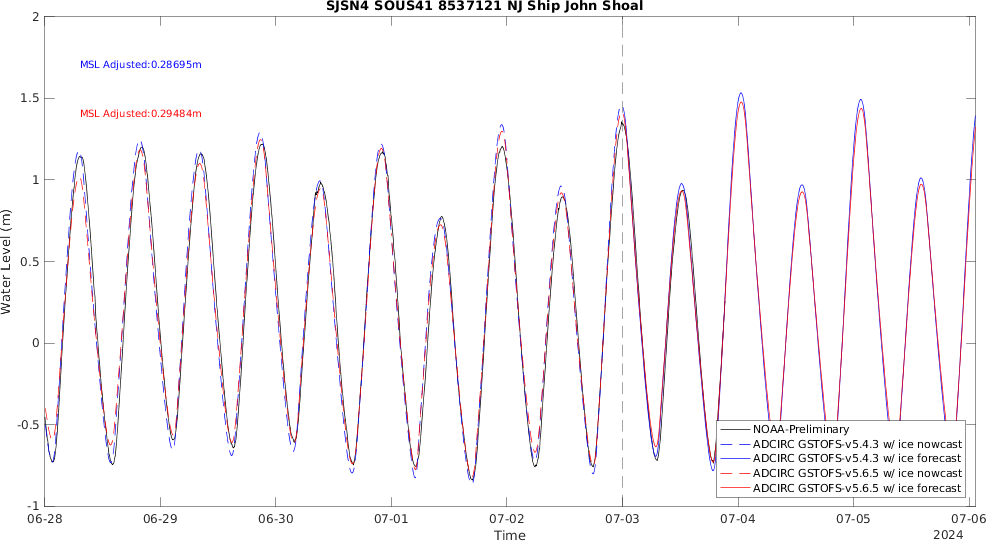 SJSN4 SOUS41 8537121 NJ Ship John Shoal
2
MSL Adjusted:0.28695m
1.5
MSL Adjusted:0.29484m
1
0.5
0
-0.5
-1
Water Level (m)
NOAA-Preliminary
ADCIRC GSTOFS-v5.4.3 w/ ice nowcast
ADCIRC GSTOFS-v5.4.3 w/ ice forecast
ADCIRC GSTOFS-v5.6.5 w/ ice nowcast
ADCIRC GSTOFS-v5.6.5 w/ ice forecast
06-28 06-29 06-30 07-01 07-02 07-03 07-04 07-05 07-06
Time
2024